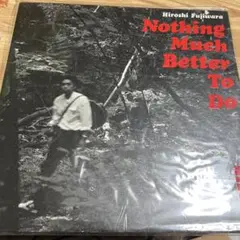 Hiroshi Fujiwara
Nothing
Much
Better
To
Do